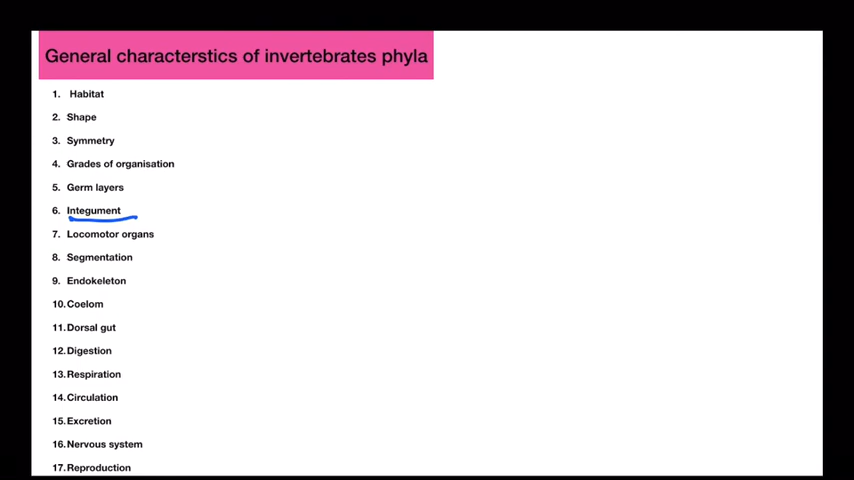 General characterstics of invertebrates phyla
1. Habitat
2. Shape
3. Symmetry
4. Grades of organisation
5. Germ layers
6. Integument
7. Locomotor organs
8. Segmentation
9. Endokeleton
10. Coelom
11. Dorsal gut
12. Digestion
13. Respiration
14. Circulation
15. Excretion
16. Nervous system
17. Reproduction